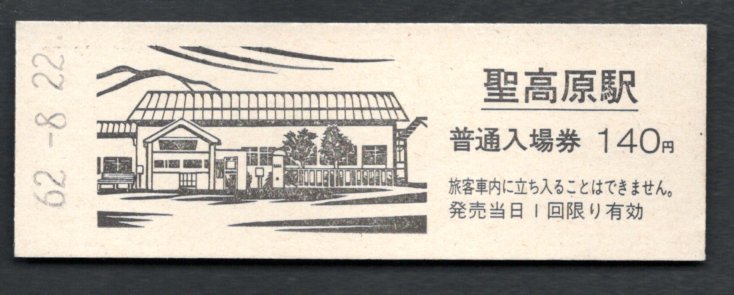 62.-8.22
聖高原駅
普通入場券 140円
旅客車内に立ち入ることはできません。
発売当日1回限り有効